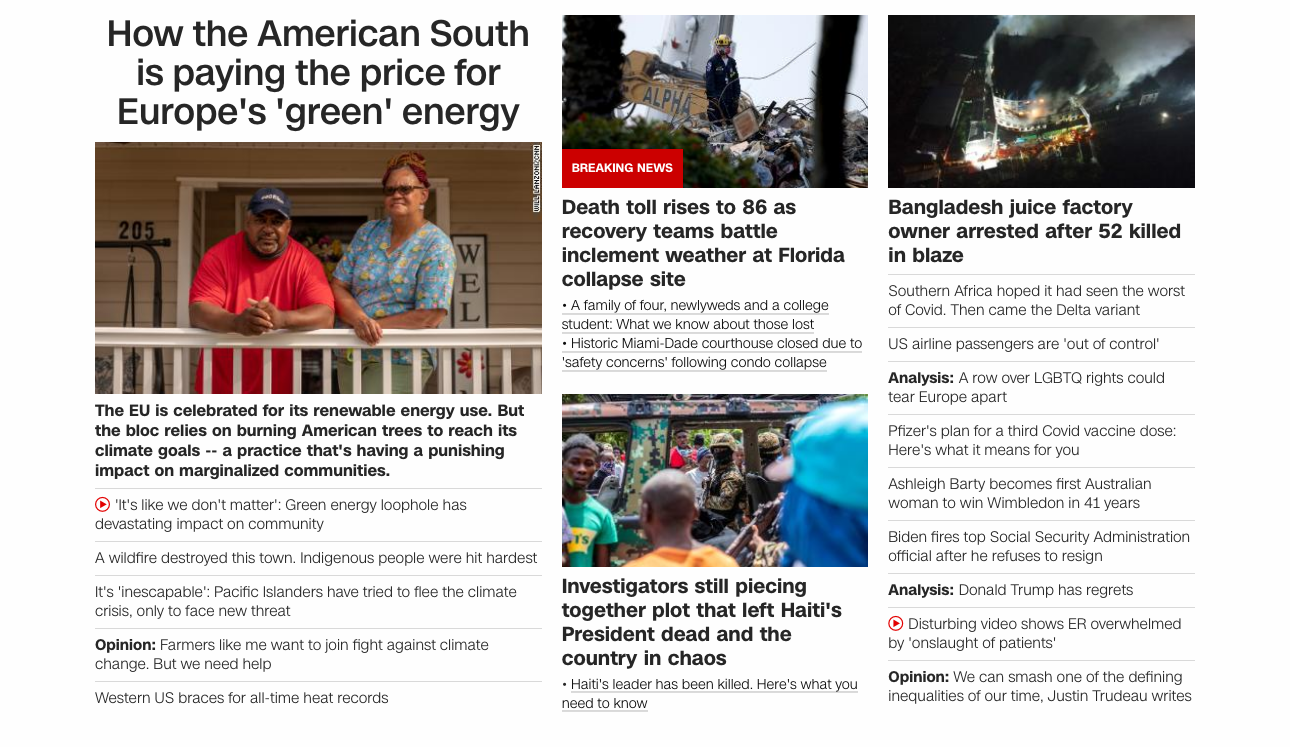 How the American South
is paying the price for
Europe's 'green' energy
WILL LANZONI/CNN
205
WEL
The EU is celebrated for its renewable energy use. But
the bloc relies on burning American trees to reach its
climate goals -- a practice that's having a punishing
impact on marginalized communities.
'It's like we don't matter': Green energy loophole has
devastating impact on community
A wildfire destroyed this town. Indigenous people were hit hardest
It's 'inescapable': Pacific Islanders have tried to flee the climate
crisis, only to face new threat
Opinion: Farmers like me want to join fight against climate
change. But we need help
Western US braces for all-time heat records
ALPHA
BREAKING NEWS
Death toll rises to 86 as
recovery teams battle
inclement weather at Florida
collapse site
• A family of four, newlyweds and a college
student: What we know about those lost
• Historic Miami-Dade courthouse closed due to
'safety concerns' following condo collapse
Investigators still piecing
together plot that left Haiti's
President dead and the
country in chaos
• Haiti's leader has been killed. Here's what you
need to know
Bangladesh juice factory
owner arrested after 52 killed
in blaze
Southern Africa hoped it had seen the worst
of Covid. Then came the Delta variant
US airline passengers are 'out of control'
Analysis: A row over LGBTQ rights could
tear Europe apart
Pfizer's plan for a third Covid vaccine dose:
Here's what it means for you
Ashleigh Barty becomes first Australian
woman to win Wimbledon in 41 years
Biden fires top Social Security Administration
official after he refuses to resign
Analysis: Donald Trump has regrets
Disturbing video shows ER overwhelmed
by 'onslaught of patients'
Opinion: We can smash one of the defining
inequalities of our time, Justin Trudeau writes